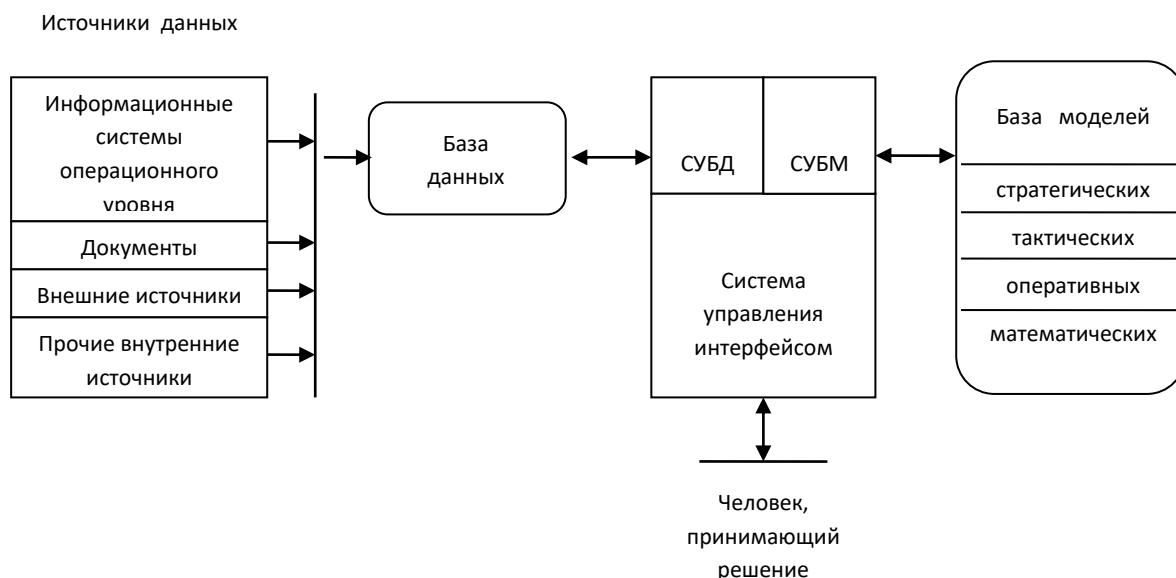 Источники данных
Информационные
системы
операционного
уровня
Документы
Внешние источники
Прочие внутренние
источники
База
данных
СУБД
СУБМ
Система
управления
интерфейсом
База моделей
стратегических
тактических
оперативных
математических
Человек,
принимающий
решение